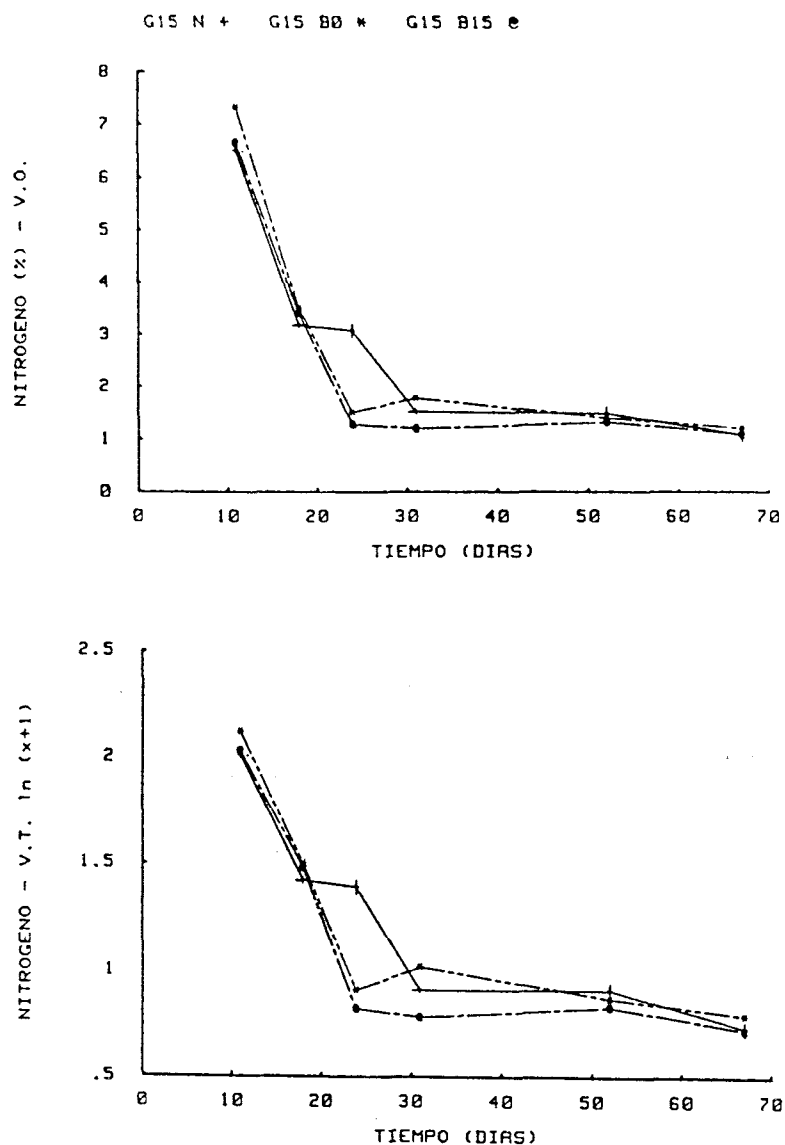 G15 N + G15 B0 * G15 B15 @
8
7
6
5
4
3
2
1
0
NITROGENO (%) - V.O.
0 10 20 30 40 50 60 70
TIEMPO (DIAS)
2.5
2
1.5
1
.5
NITROGENO - V.T. ln (x+1)
0 10 20 30 40 50 60 70
TIEMPO (DIAS)